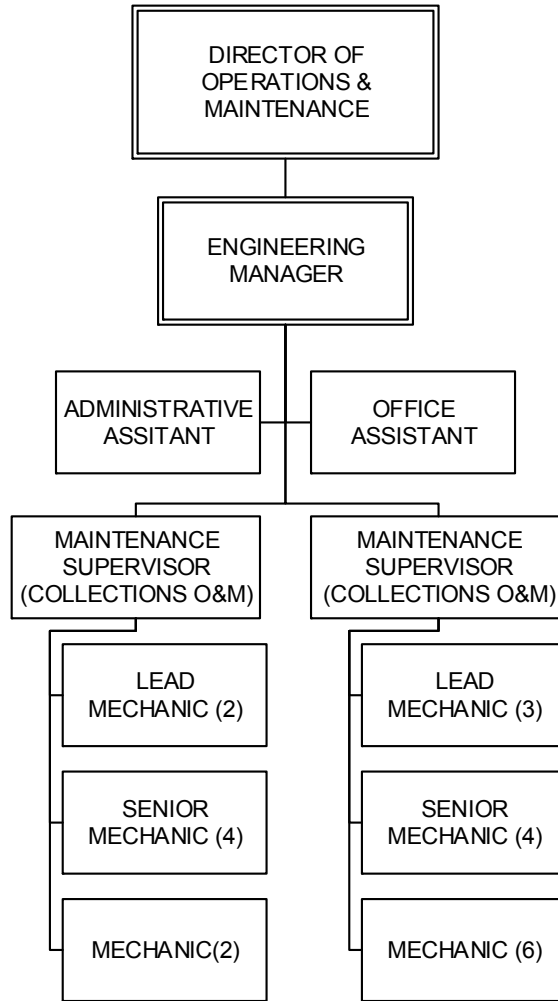 DIRECTOR OF
OPERATIONS &
MAINTENANCE
ENGINEERING
MANAGER
ADMINISTRATIVE
ASSITANT
OFFICE
ASSISTANT
MAINTENANCE
SUPERVISOR
(COLLECTIONS O&M)
LEAD
MECHANIC (2)
SENIOR
MECHANIC (4)
MECHANIC(2)
MAINTENANCE
SUPERVISOR
(COLLECTIONS O&M)
LEAD
MECHANIC (3)
SENIOR
MECHANIC (4)
MECHANIC (6)